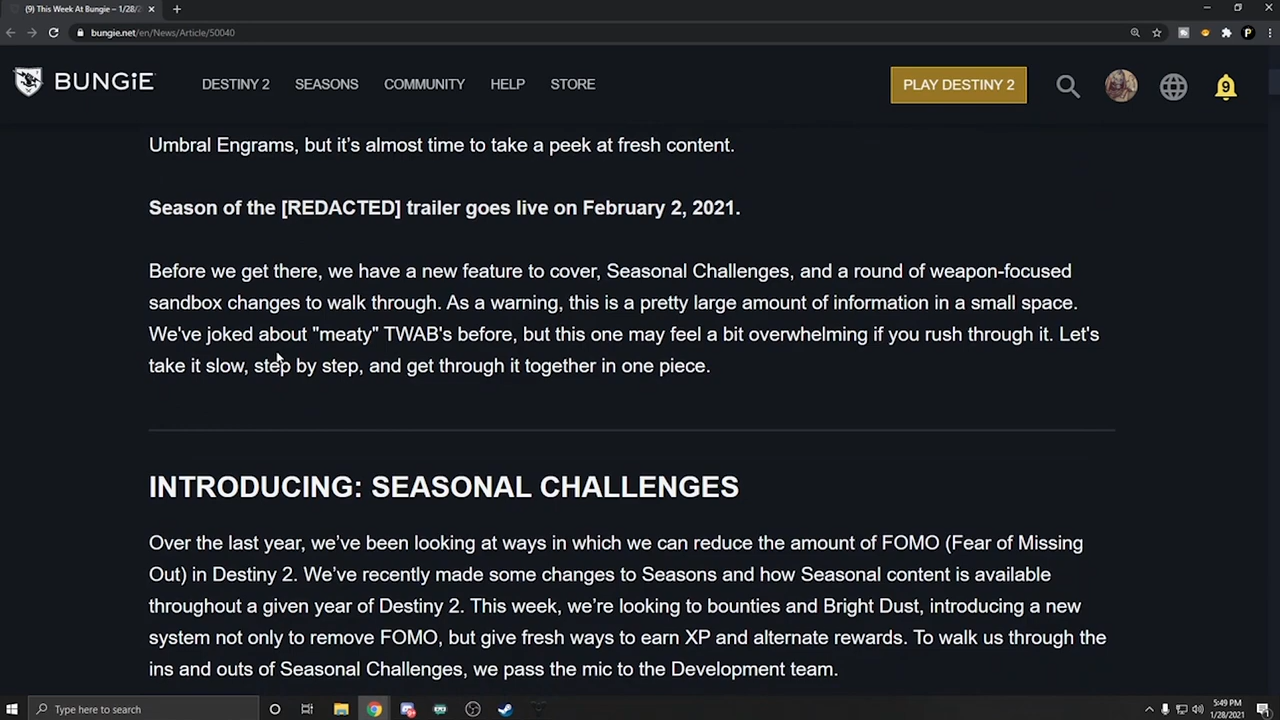 (9) This Week At Bungie – 1/28/2
bungie.net/en/News/Article/50040
BUNGiE
DESTINY 2
SEASONS
COMMUNITY
HELP
STORE
PLAY DESTINY 2
9
Umbral Engrams, but it's almost time to take a peek at fresh content.
Season of the [REDACTED] trailer goes live on February 2, 2021.
Before we get there, we have a new feature to cover, Seasonal Challenges, and a round of weapon-focused
sandbox changes to walk through. As a warning, this is a pretty large amount of information in a small space.
We've joked about "meaty" TWAB's before, but this one may feel a bit overwhelming if you rush through it. Let's
take it slow, step by step, and get through it together in one piece.
INTRODUCING: SEASONAL CHALLENGES
Over the last year, we've been looking at ways in which we can reduce the amount of FOMO (Fear of Missing
Out) in Destiny 2. We've recently made some changes to Seasons and how Seasonal content is available
throughout a given year of Destiny 2. This week, we're looking to bounties and Bright Dust, introducing a new
system not only to remove FOMO, but give fresh ways to earn XP and alternate rewards. To walk us through the
ins and outs of Seasonal Challenges, we pass the mic to the Development team.
Type here to search
5:49 PM
1/28/2021